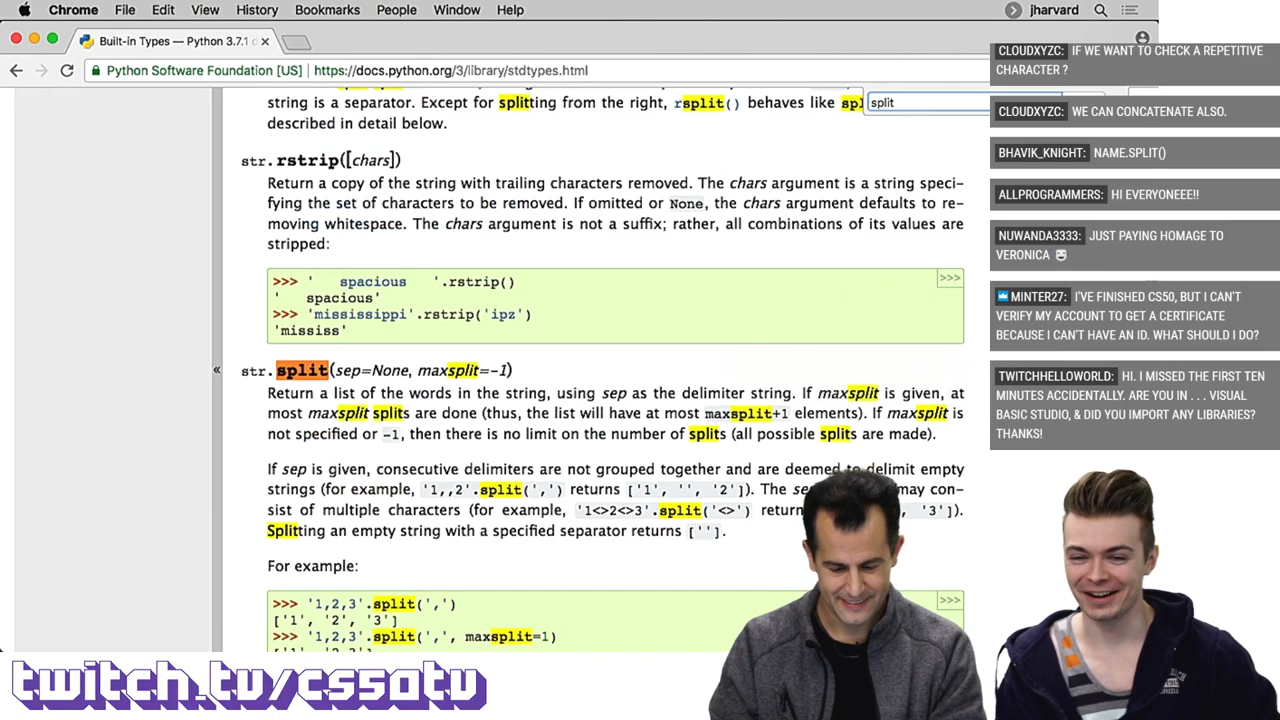 Chrome File Edit View History Bookmarks People Window Help jharvard
Built-in Types — Python 3.7.1 ×
Python Software Foundation [US] https://docs.python.org/3/library/stdtypes.html
split
string is a separator. Except for splitting from the right, rsplit() behaves like
described in detail below.
str.rstrip([chars])
Return a copy of the string with trailing characters removed. The chars argument is a string speci-
fying the set of characters to be removed. If omitted or None, the chars argument defaults to re-
moving whitespace. The chars argument is not a suffix; rather, all combinations of its values are
stripped:
>>> '   spacious   '.rstrip() >>>
'   spacious'
>>> 'mississippi'.rstrip('ipz')
'mississ'
« str.split(sep=None, maxsplit=-1)
Return a list of the words in the string, using sep as the delimiter string. If maxsplit is given, at
most maxsplit splits are done (thus, the list will have at most maxsplit+1 elements). If maxsplit is
not specified or -1, then there is no limit on the number of splits (all possible splits are made).
If sep is given, consecutive delimiters are not grouped together and are deemed to delimit empty
strings (for example, '1,,2'.split(',') returns ['1', '', '2']). The may con-
sist of multiple characters (for example, '1<>2<>3'.split('<>') '3']).
Splitting an empty string with a specified separator returns [''].
For example:
>>> '1,2,3'.split(',') >>>
['1', '2', '3']
>>> '1,2,3'.split(',', maxsplit=1)
CLOUDXYZC: IF WE WANT TO CHECK A REPETITIVE
CHARACTER ?
CLOUDXYZC: WE CAN CONCATENATE ALSO.
BHAVIK_KNIGHT: NAME.SPLIT()
ALLPROGRAMMERS: HI EVERYONEEE!!
NUWANDA3333: JUST PAYING HOMAGE TO
VERONICA
MINTER27: I'VE FINISHED CS50, BUT I CAN'T
VERIFY MY ACCOUNT TO GET A CERTIFICATE
BECAUSE I CAN'T HAVE AN ID. WHAT SHOULD I DO?
TWITCHHELLOWORLD: HI. I MISSED THE FIRST TEN
MINUTES ACCIDENTALLY. ARE YOU IN . . . VISUAL
BASIC STUDIO, & DID YOU IMPORT ANY LIBRARIES?
THANKS!
twitch.tv/cs50tv